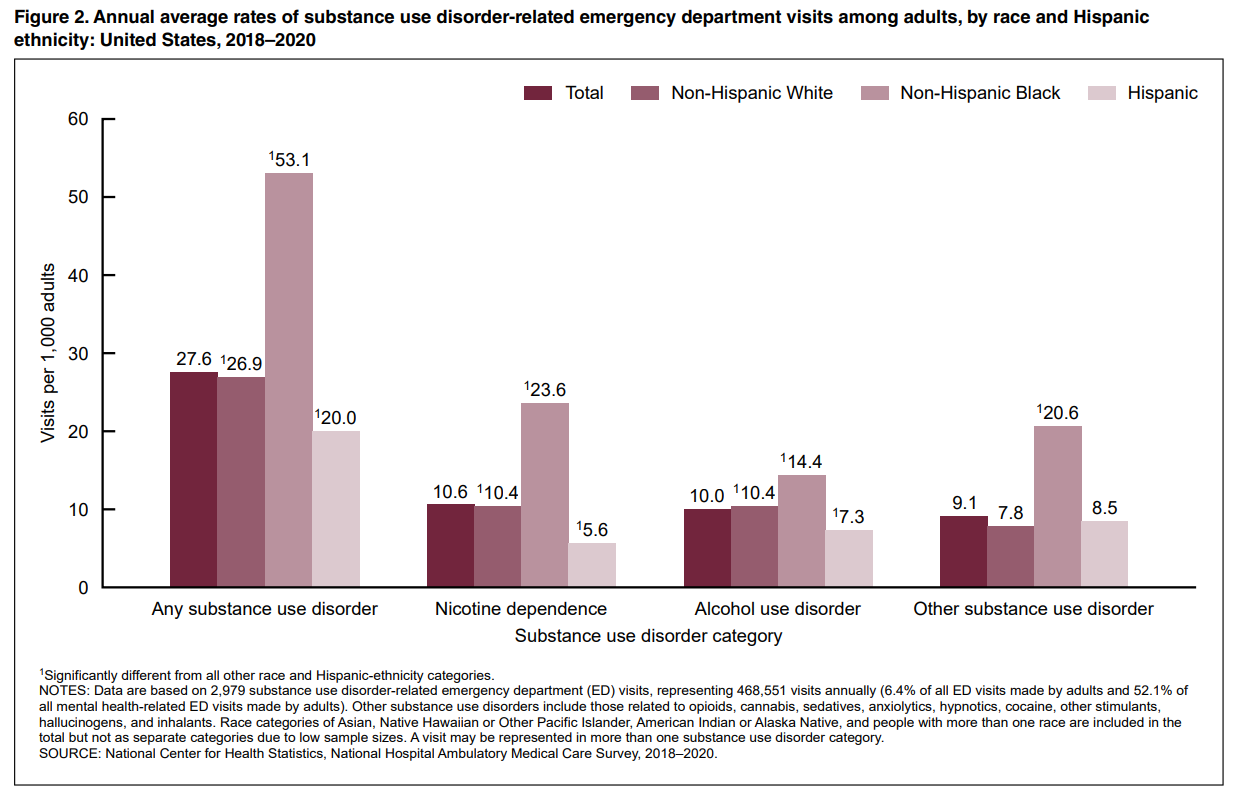 Figure 2. Annual average rates of substance use disorder-related emergency department visits among adults, by race and Hispanic
ethnicity: United States, 2018–2020
Total Non-Hispanic White Non-Hispanic Black Hispanic
Visits per 1,000 adults
60
50
40
30
20
10
0
27.6 ¹26.9 ¹53.1 ¹20.0
10.6 ¹10.4 ¹23.6 ¹5.6
10.0 ¹10.4 ¹14.4 ¹7.3
9.1 7.8 ¹20.6 8.5
Any substance use disorder Nicotine dependence Alcohol use disorder Other substance use disorder
Substance use disorder category
¹Significantly different from all other race and Hispanic-ethnicity categories.
NOTES: Data are based on 2,979 substance use disorder-related emergency department (ED) visits, representing 468,551 visits annually (6.4% of all ED visits made by adults and 52.1% of
all mental health-related ED visits made by adults). Other substance use disorders include those related to opioids, cannabis, sedatives, anxiolytics, hypnotics, cocaine, other stimulants,
hallucinogens, and inhalants. Race categories of Asian, Native Hawaiian or Other Pacific Islander, American Indian or Alaska Native, and people with more than one race are included in the
total but not as separate categories due to low sample sizes. A visit may be represented in more than one substance use disorder category.
SOURCE: National Center for Health Statistics, National Hospital Ambulatory Medical Care Survey, 2018–2020.